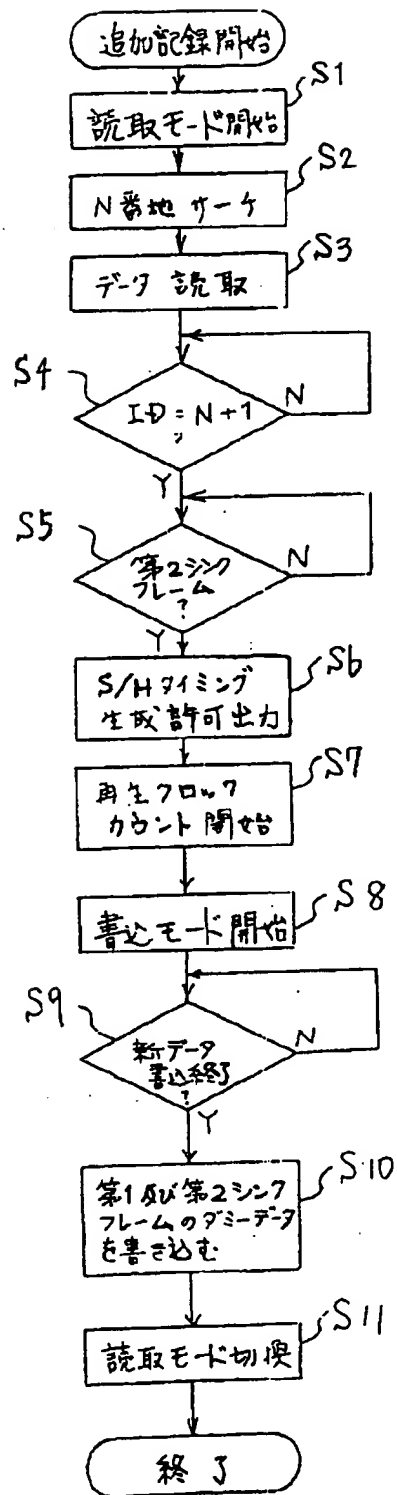 追加記録開始
S1
読取モード開始
S2
N番地サーチ
S3
データ読取
S4
ID=N+1
?
N
Y
S5
第2シンク
フレーム
?
N
Y
S6
S/Hタイミング
生成許可出力
S7
再生クロック
カウント開始
S8
書込モード開始
S9
新データ
書込終了
?
N
Y
S10
第1及び第2シンク
フレームのダミーデータ
を書き込む
S11
読取モード切換
終了